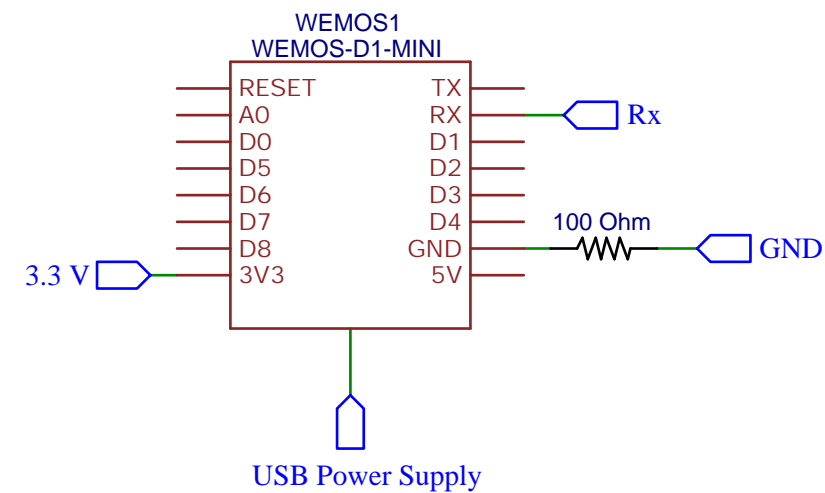 WEMOS1
WEMOS-D1-MINI
RESET TX
A0 RX Rx
D0 D1
D5 D2
D6 D3
D7 D4 100 Ohm
D8 GND GND
3.3 V 3V3 5V
USB Power Supply